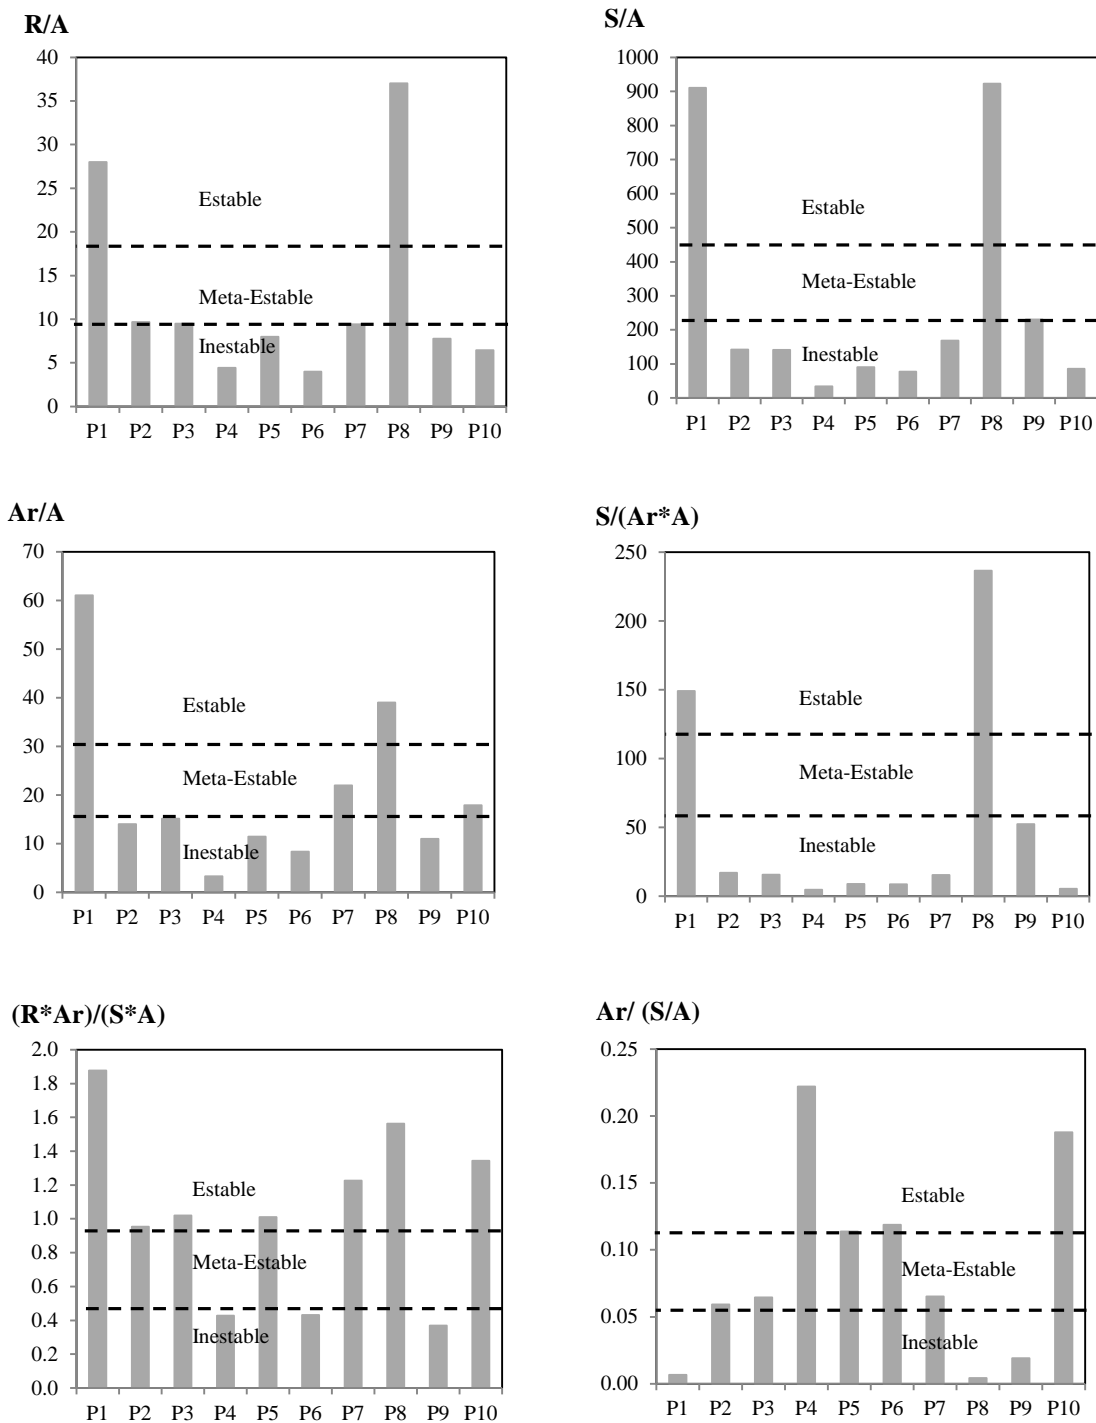 R/A
40
35
30
25
20
15
10
5
0
Estable
Meta-Estable
Inestable
P1 P2 P3 P4 P5 P6 P7 P8 P9 P10
S/A
1000
900
800
700
600
500
400
300
200
100
0
Estable
Meta-Estable
Inestable
P1 P2 P3 P4 P5 P6 P7 P8 P9 P10
Ar/A
70
60
50
40
30
20
10
0
Estable
Meta-Estable
Inestable
P1 P2 P3 P4 P5 P6 P7 P8 P9 P10
S/(Ar*A)
250
200
150
100
50
0
Estable
Meta-Estable
Inestable
P1 P2 P3 P4 P5 P6 P7 P8 P9 P10
(R*Ar)/(S*A)
2.0
1.8
1.6
1.4
1.2
1.0
0.8
0.6
0.4
0.2
0.0
Estable
Meta-Estable
Inestable
P1 P2 P3 P4 P5 P6 P7 P8 P9 P10
Ar/ (S/A)
0.25
0.20
0.15
0.10
0.05
0.00
Estable
Meta-Estable
Inestable
P1 P2 P3 P4 P5 P6 P7 P8 P9 P10